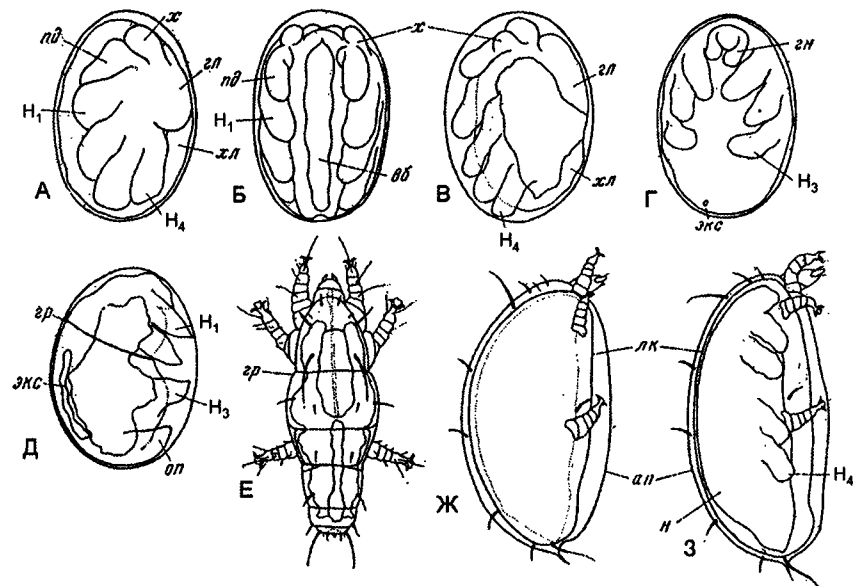 х
пд
гл
Н₁
хл
Н₄
А
х
пд
Н₁
вб
Б
гл
хл
Н₄
В
гн
Н₃
экс
Г
гр
Н₁
экс
Н₃
оп
Д
гр
Е
лк
ап
Ж
Н₄
н
З